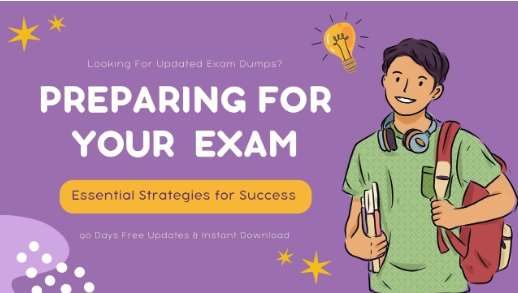 Looking For Updated Exam Dumps?
PREPARING FOR
YOUR EXAM
Essential Strategies for Success
90 Days Free Updates & Instant Download